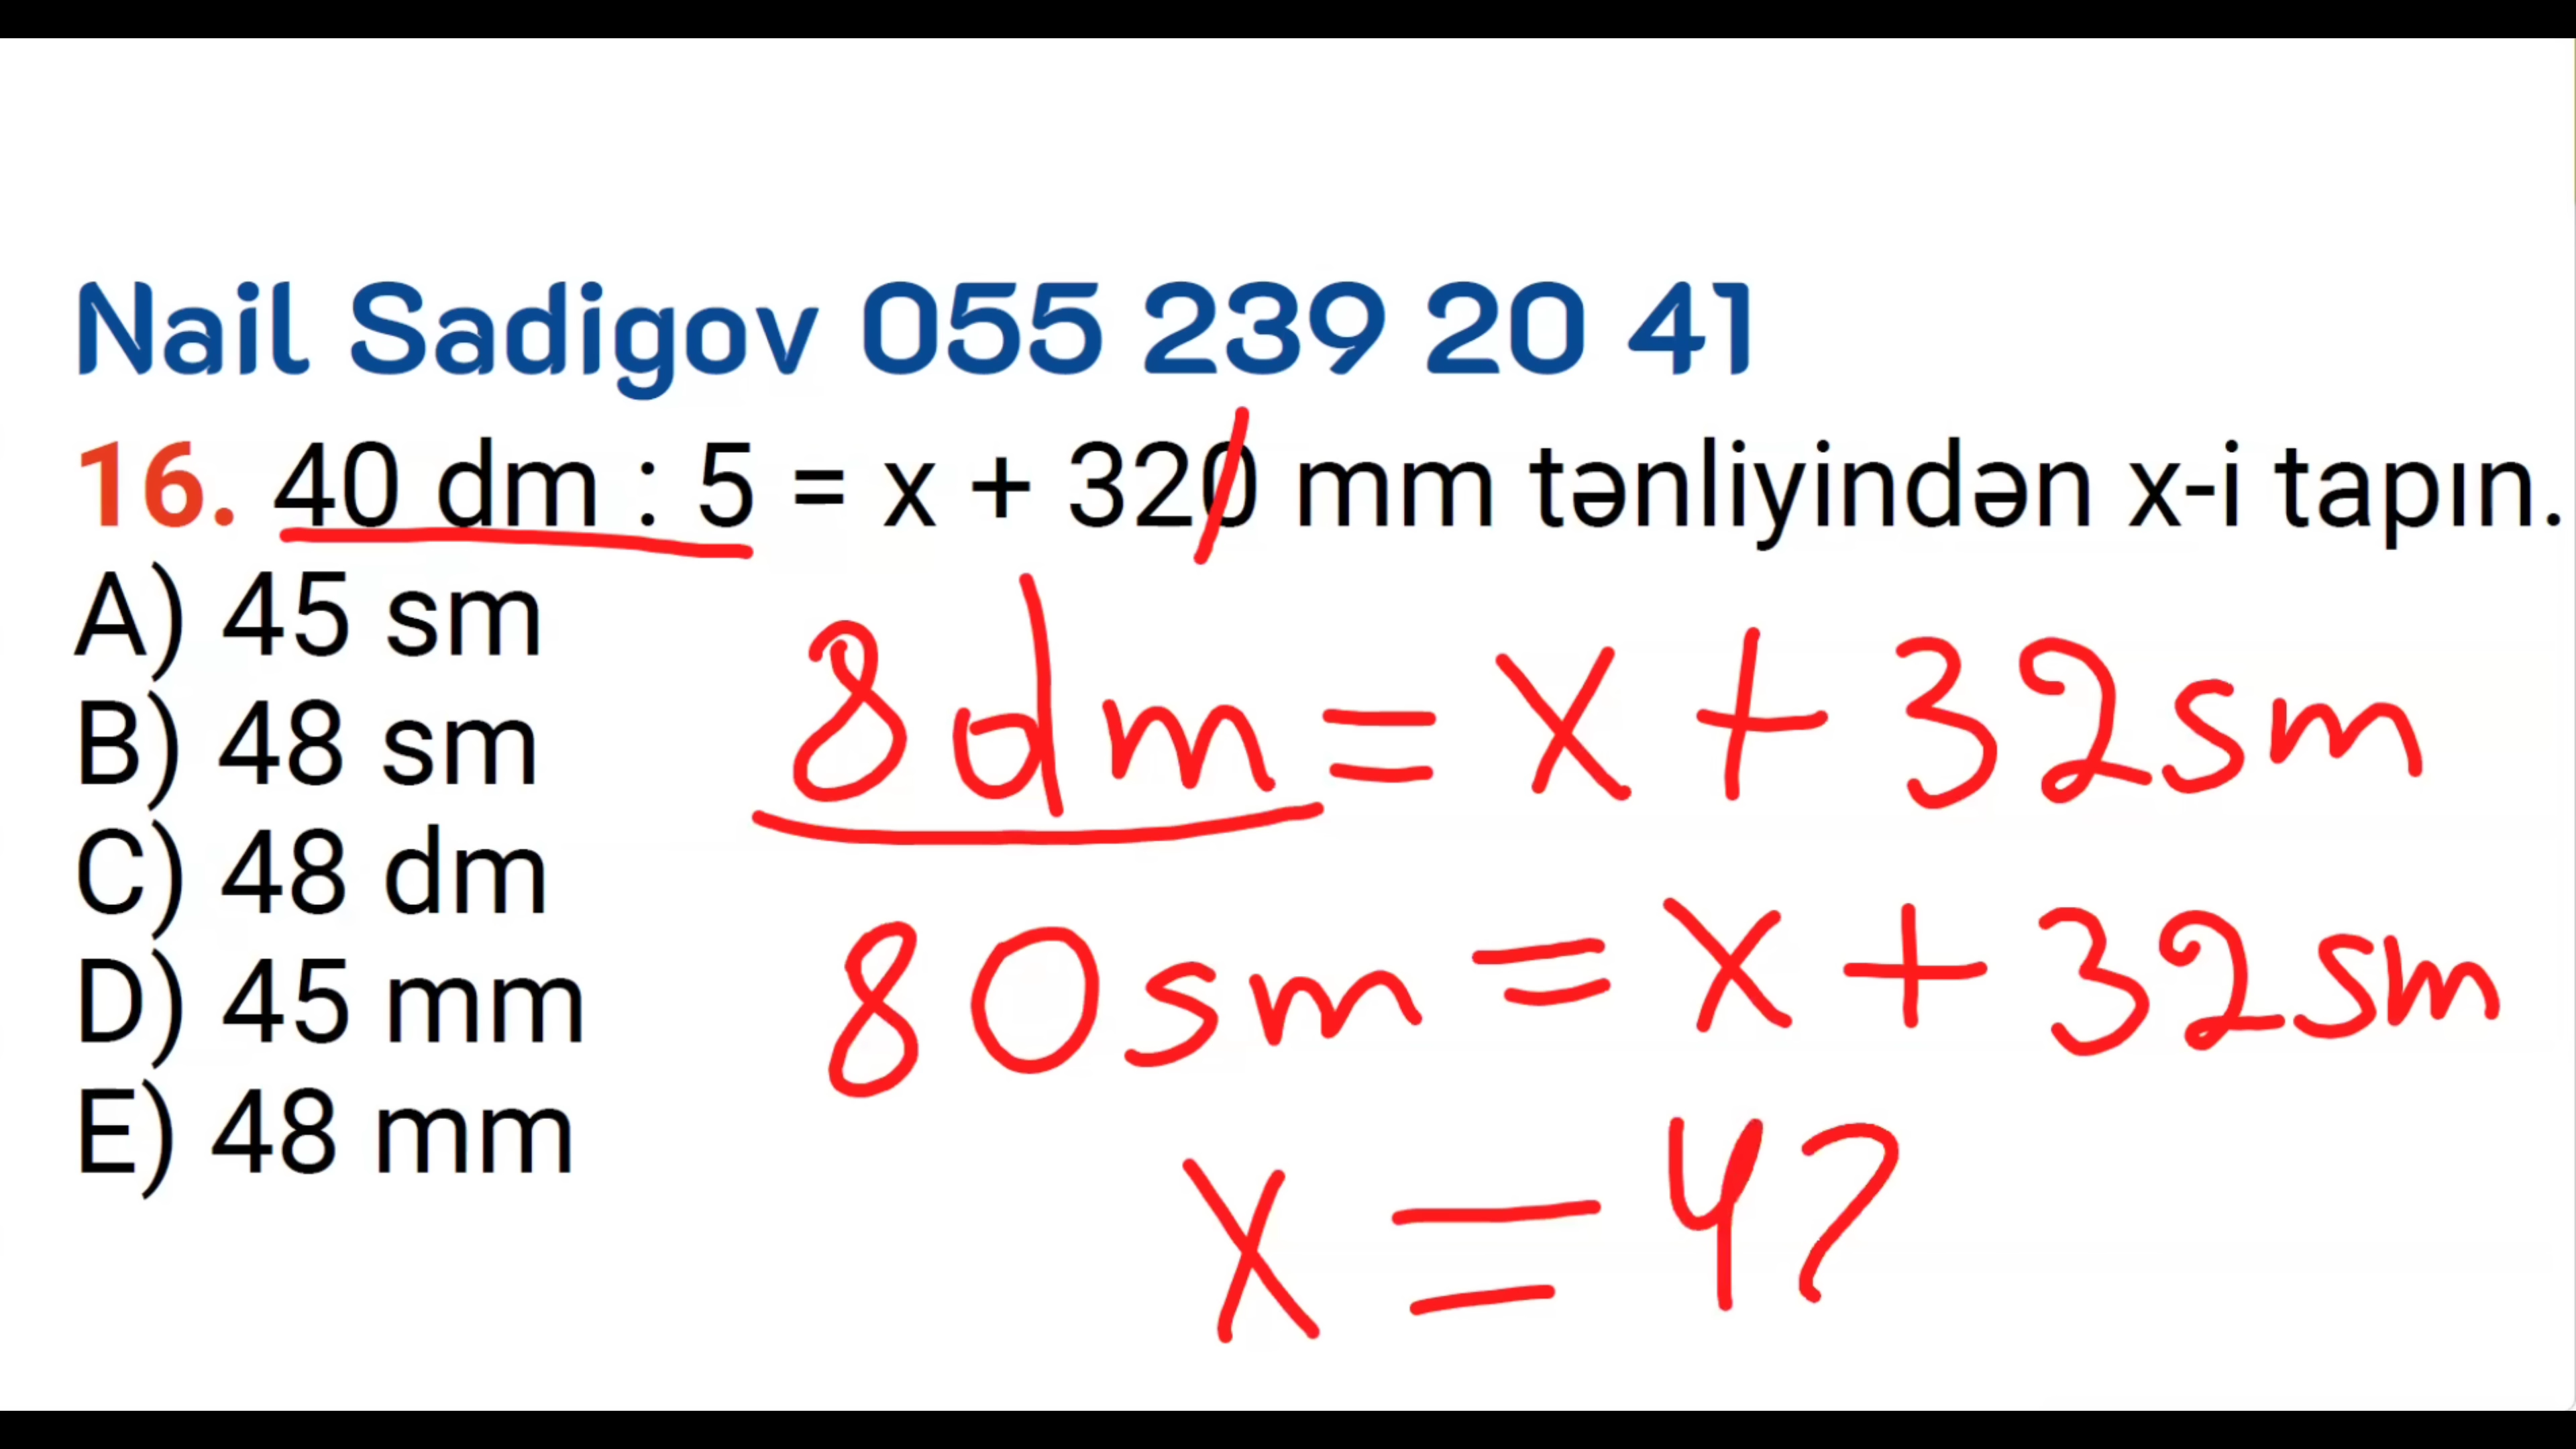 Nail Sadigov 055 239 20 41
16. 40 dm : 5 = x + 320 mm tənliyindən x-i tapın.
A) 45 sm
B) 48 sm
C) 48 dm
D) 45 mm
E) 48 mm
8dm = x + 32sm
80sm = x + 32sm
x = 4